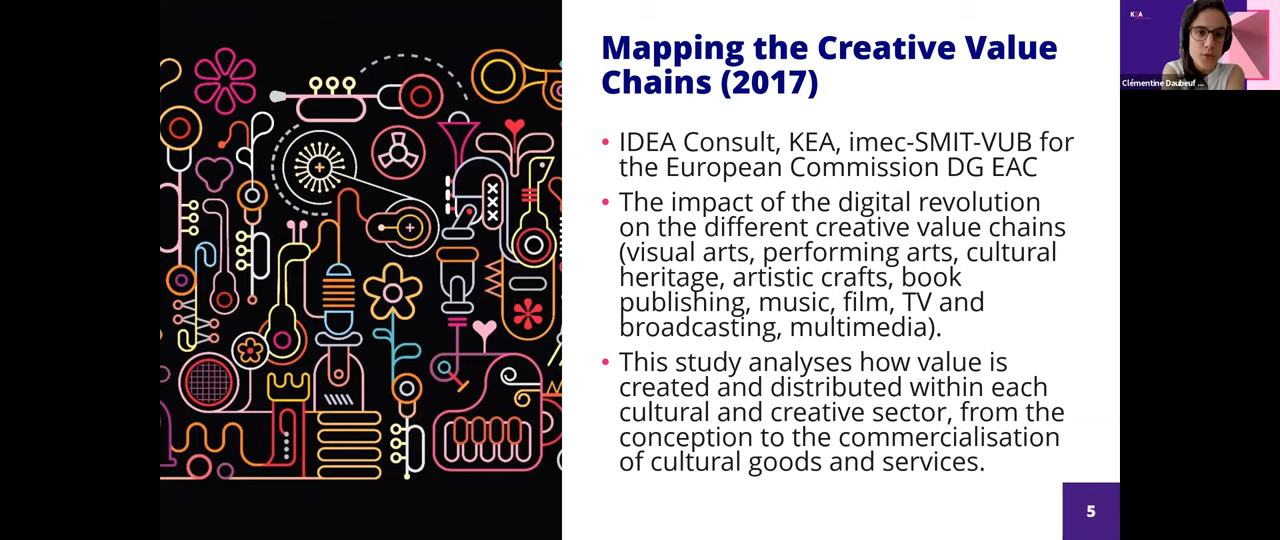 Mapping the Creative Value
Chains (2017)
• IDEA Consult, KEA, imec-SMIT-VUB for
the European Commission DG EAC
• The impact of the digital revolution
on the different creative value chains
(visual arts, performing arts, cultural
heritage, artistic crafts, book
publishing, music, film, TV and
broadcasting, multimedia).
• This study analyses how value is
created and distributed within each
cultural and creative sector, from the
conception to the commercialisation
of cultural goods and services.
5
KEA
Clémentine Daubeuf ...